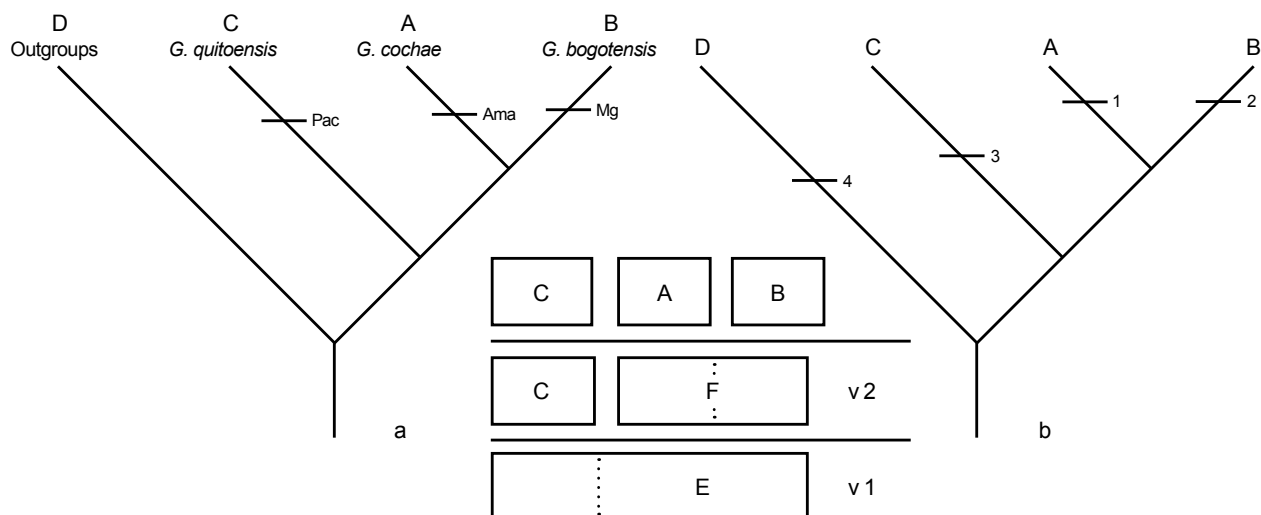 D C A B
Outgroups G. quitoensis G. cochae G. bogotensis
Pac Ama Mg
a
D C A B
1 2
3
4
b
C A B
C F v 2
E v 1